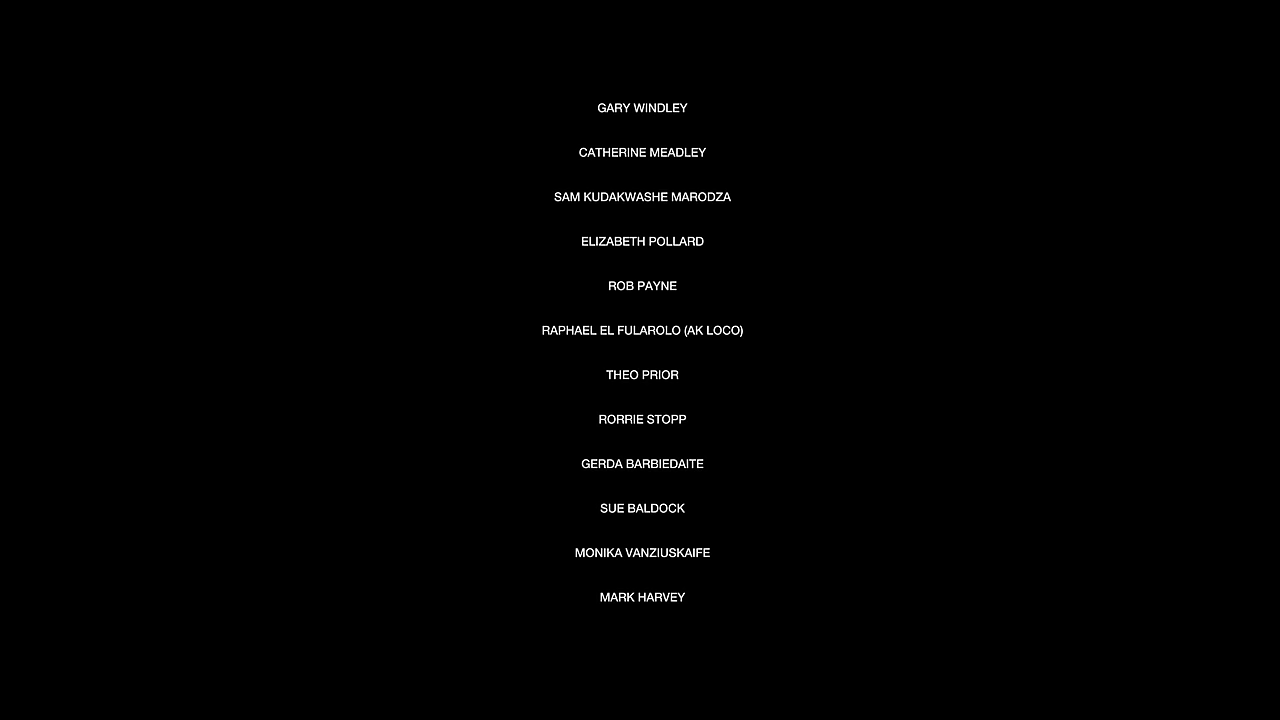 GARY WINDLEY
CATHERINE MEADLEY
SAM KUDAKWASHE MARODZA
ELIZABETH POLLARD
ROB PAYNE
RAPHAEL EL FULAROLO (AK LOCO)
THEO PRIOR
RORRIE STOPP
GERDA BARBIEDAITE
SUE BALDOCK
MONIKA VANZIUSKAIFE
MARK HARVEY